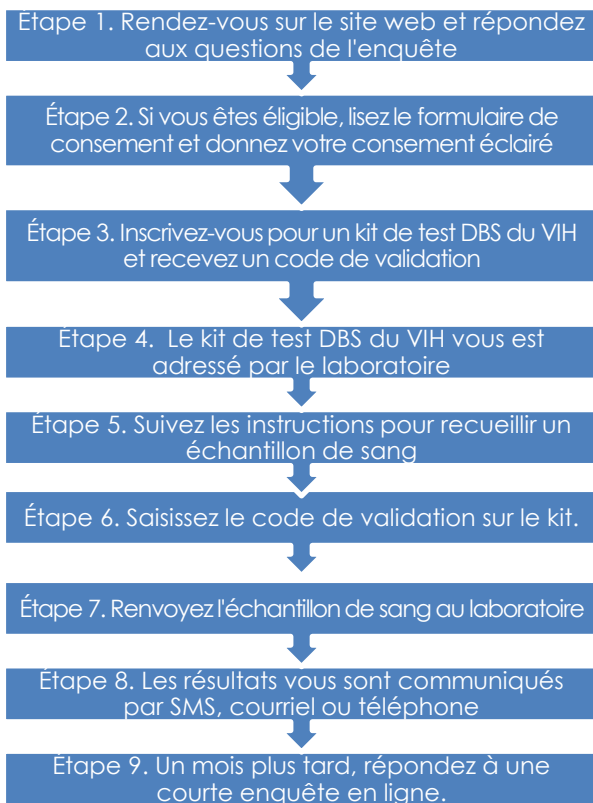 Étape 1. Rendez-vous sur le site web et répondez
aux questions de l'enquête
Étape 2. Si vous êtes éligible, lisez le formulaire de
consement et donnez votre consement éclairé
Étape 3. Inscrivez-vous pour un kit de test DBS du VIH
et recevez un code de validation
Étape 4. Le kit de test DBS du VIH vous est
adressé par le laboratoire
Étape 5. Suivez les instructions pour recueillir un
échantillon de sang
Étape 6. Saisissez le code de validation sur le kit.
Étape 7. Renvoyez l'échantillon de sang au laboratoire
Étape 8. Les résultats vous sont communiqués
par SMS, courriel ou téléphone
Étape 9. Un mois plus tard, répondez à une
courte enquête en ligne.